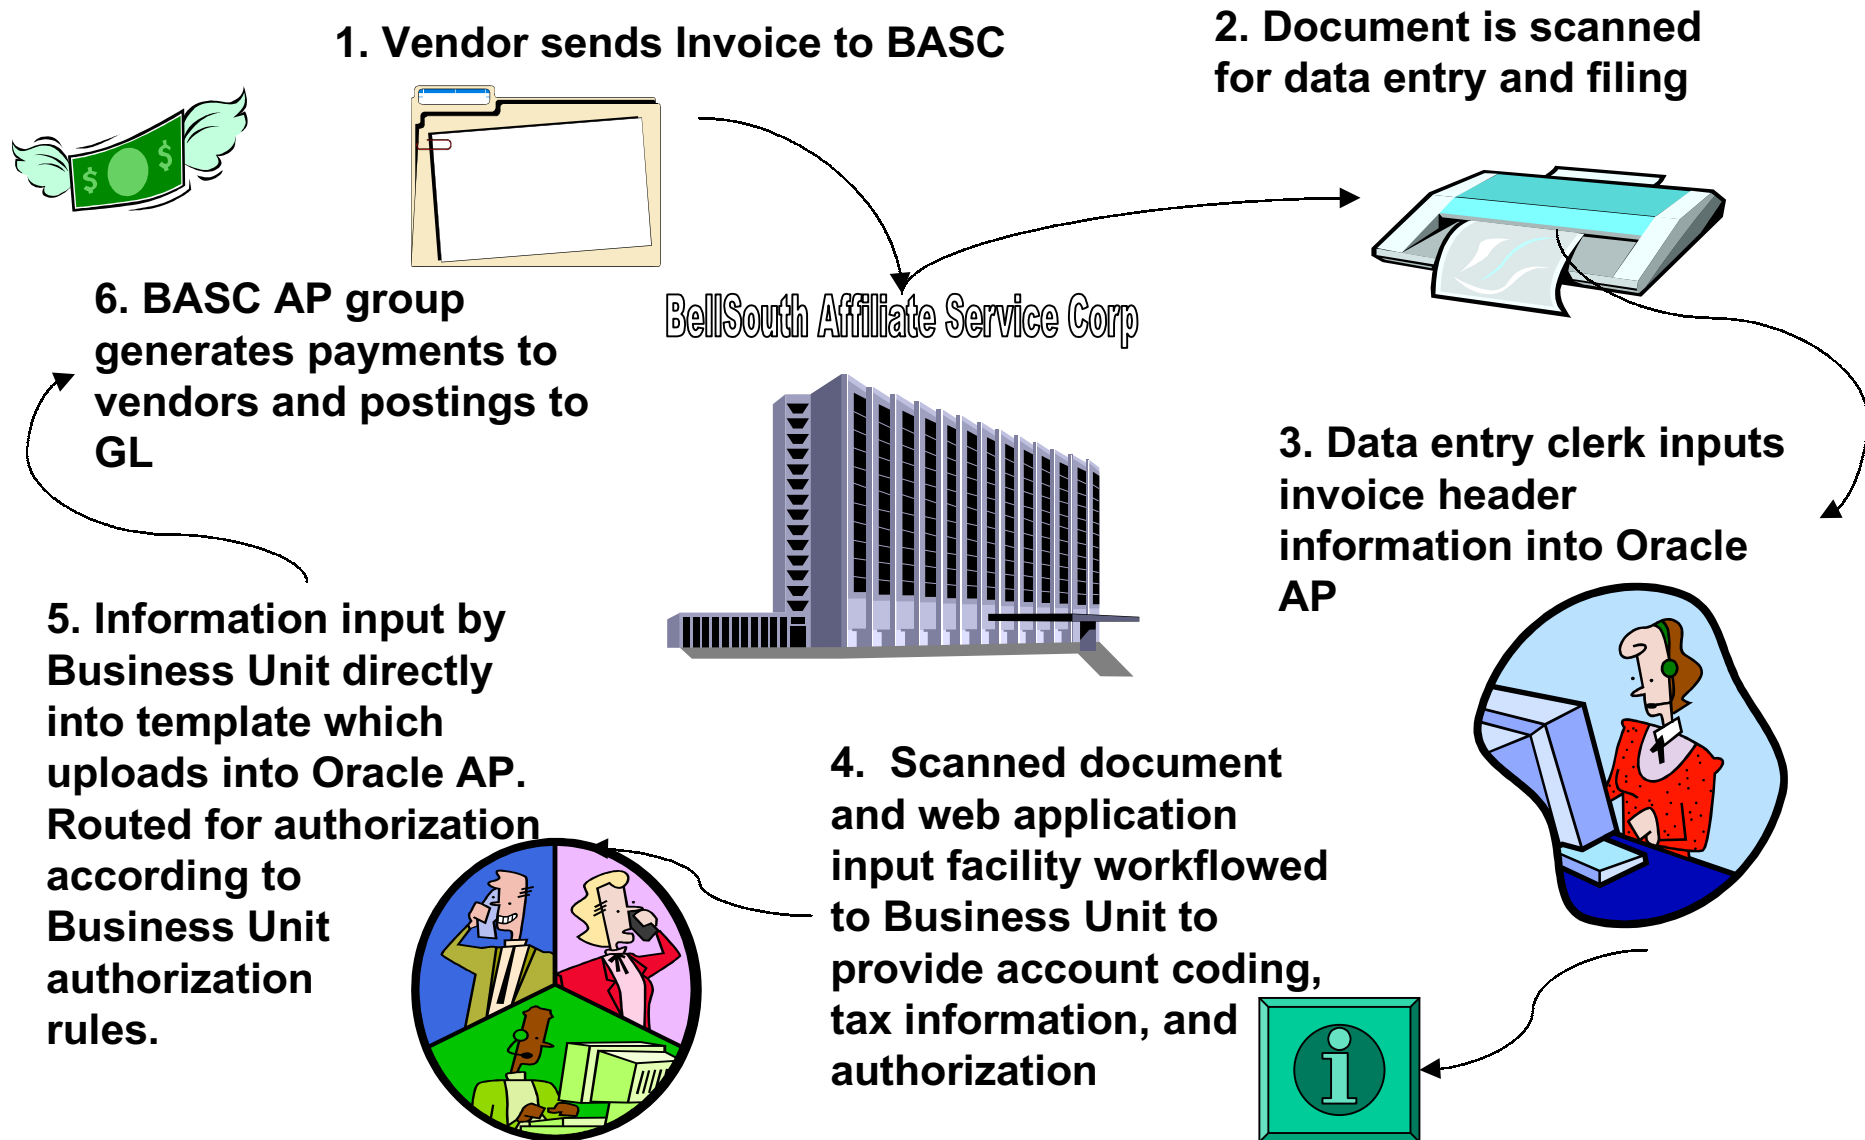 1. Vendor sends Invoice to BASC
2. Document is scanned
for data entry and filing
$ $
BellSouth Affiliate Service Corp
3. Data entry clerk inputs
invoice header
information into Oracle
AP
4.  Scanned document
and web application
input facility workflowed
to Business Unit to
provide account coding,
tax information, and
authorization
i
5. Information input by
Business Unit directly
into template which
uploads into Oracle AP.
Routed for authorization
according to
Business Unit
authorization
rules.
6. BASC AP group
generates payments to
vendors and postings to
GL